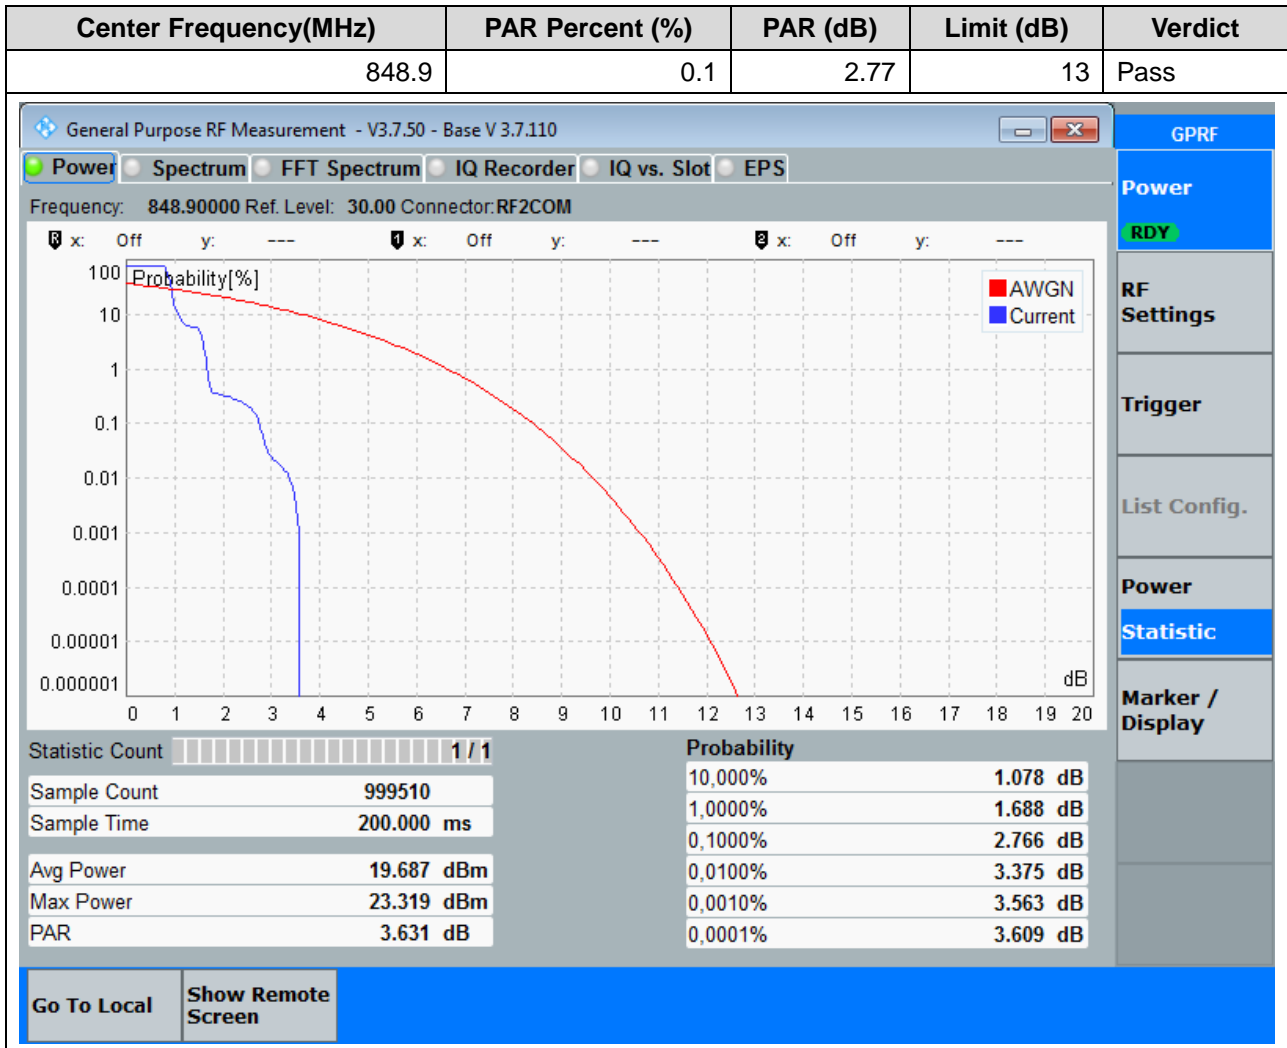 Center Frequency(MHz) PAR Percent (%) PAR (dB) Limit (dB) Verdict
848.9 0.1 2.77 13 Pass
General Purpose RF Measurement - V3.7.50 - Base V 3.7.110
GPRF
Power Spectrum FFT Spectrum IQ Recorder IQ vs. Slot EPS
Power
RDY
Frequency: 848.90000 Ref. Level: 30.00 Connector:RF2COM
R x: Off y: --- 1 x: Off y: --- 2 x: Off y: ---
Probability[%]
AWGN
Current
100
10
1
0.1
0.01
0.001
0.0001
0.00001
0.000001
dB
0 1 2 3 4 5 6 7 8 9 10 11 12 13 14 15 16 17 18 19 20
RF
Settings
Trigger
List Config.
Power
Statistic
Marker /
Display
Statistic Count 1 / 1
Sample Count 999510
Sample Time 200.000 ms
Avg Power 19.687 dBm
Max Power 23.319 dBm
PAR 3.631 dB
Probability
10,000% 1.078 dB
1,0000% 1.688 dB
0,1000% 2.766 dB
0,0100% 3.375 dB
0,0010% 3.563 dB
0,0001% 3.609 dB
Go To Local
Show Remote
Screen